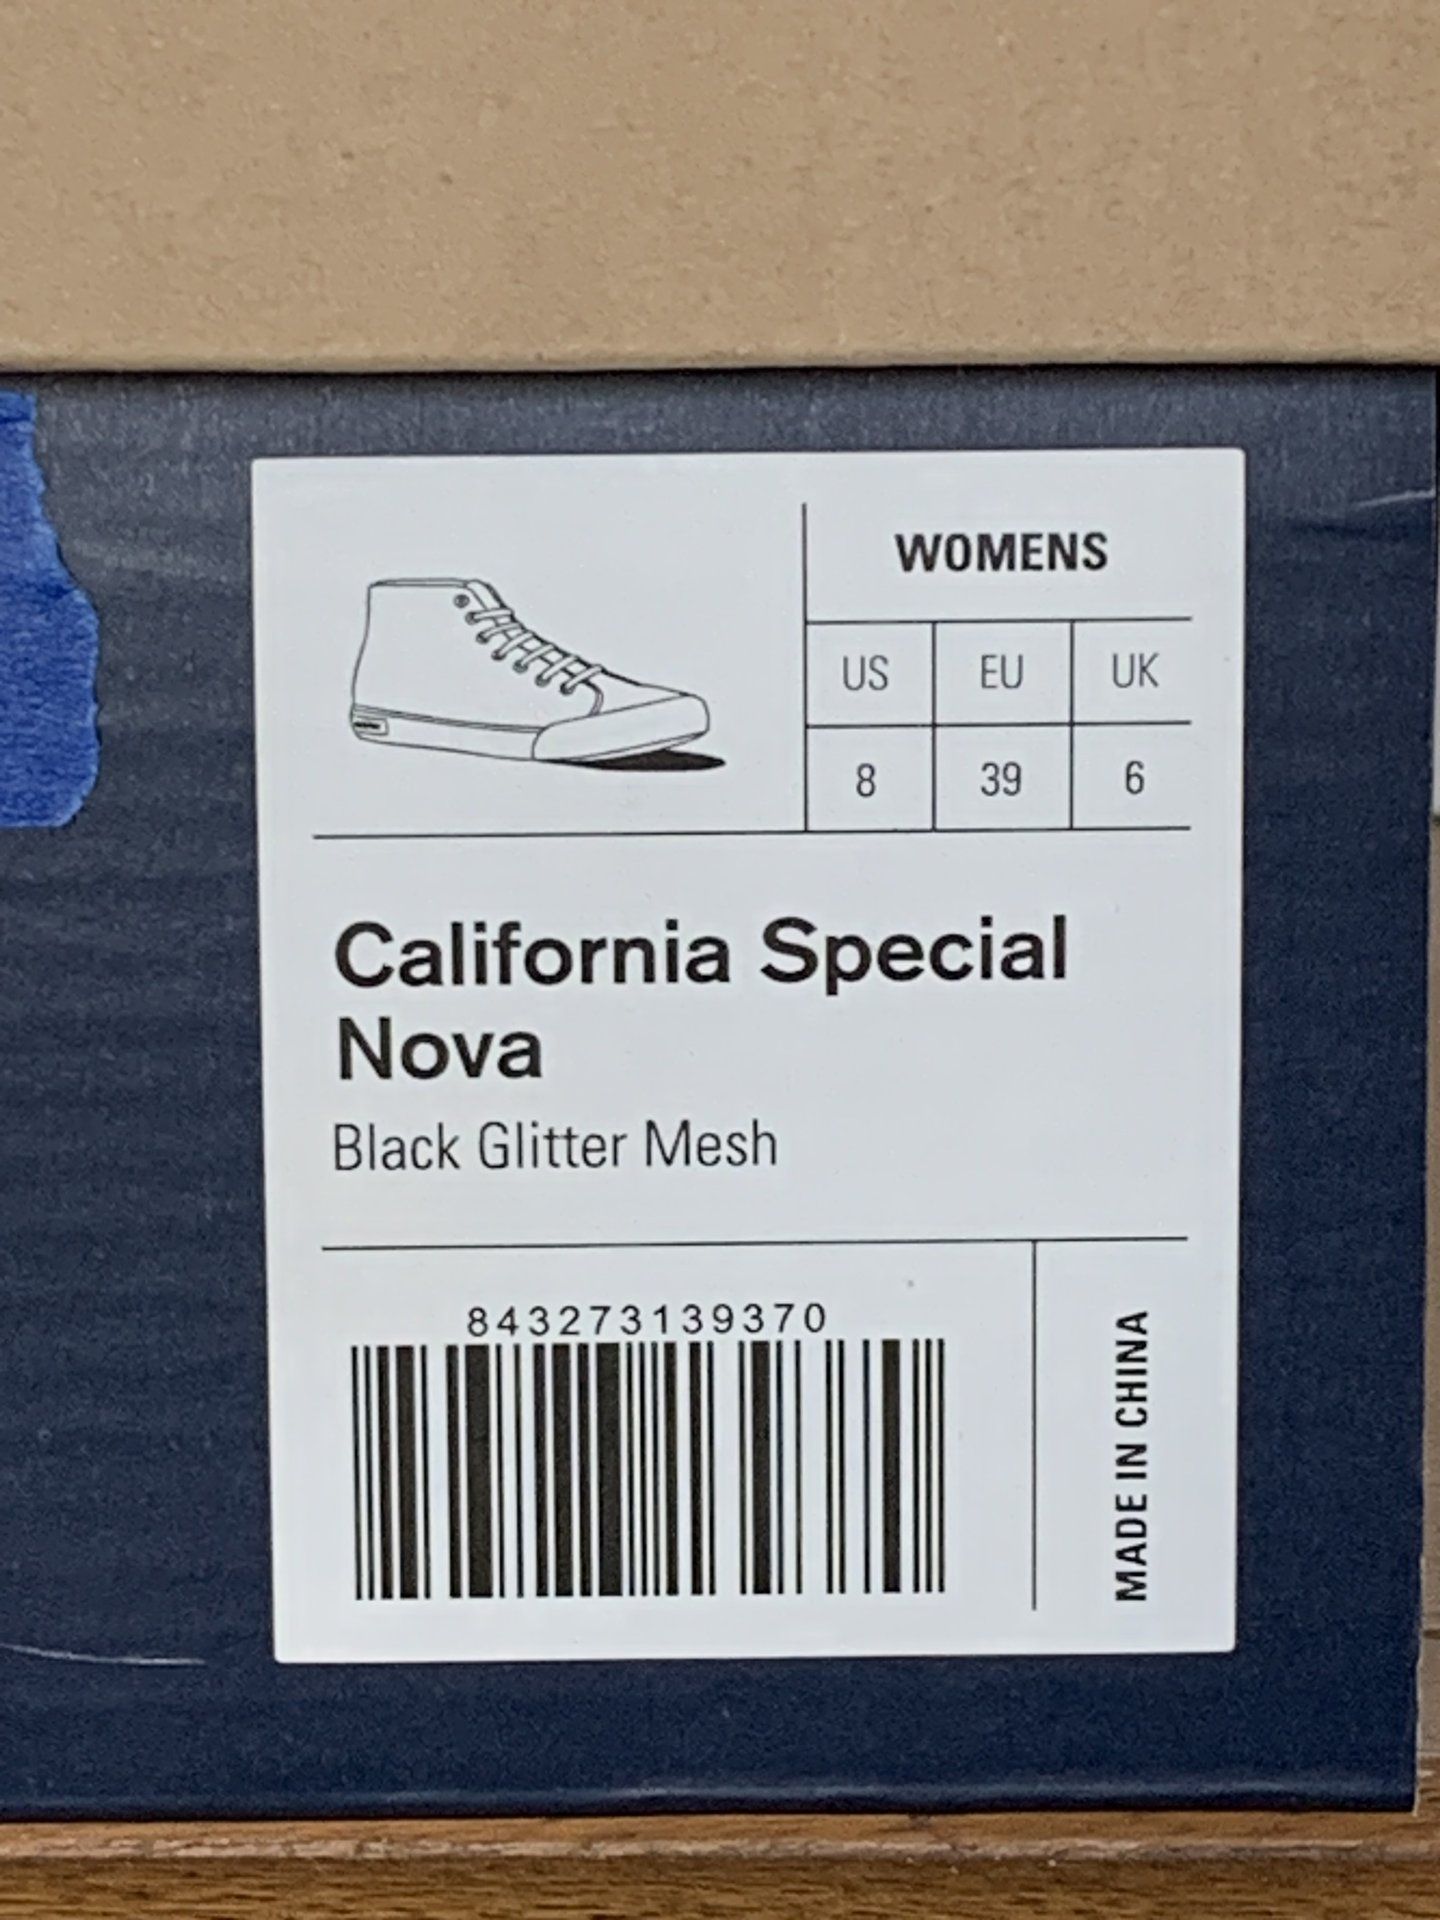 WOMENS
US EU UK
8 39 6
California Special
Nova
Black Glitter Mesh
843273139370
MADE IN CHINA